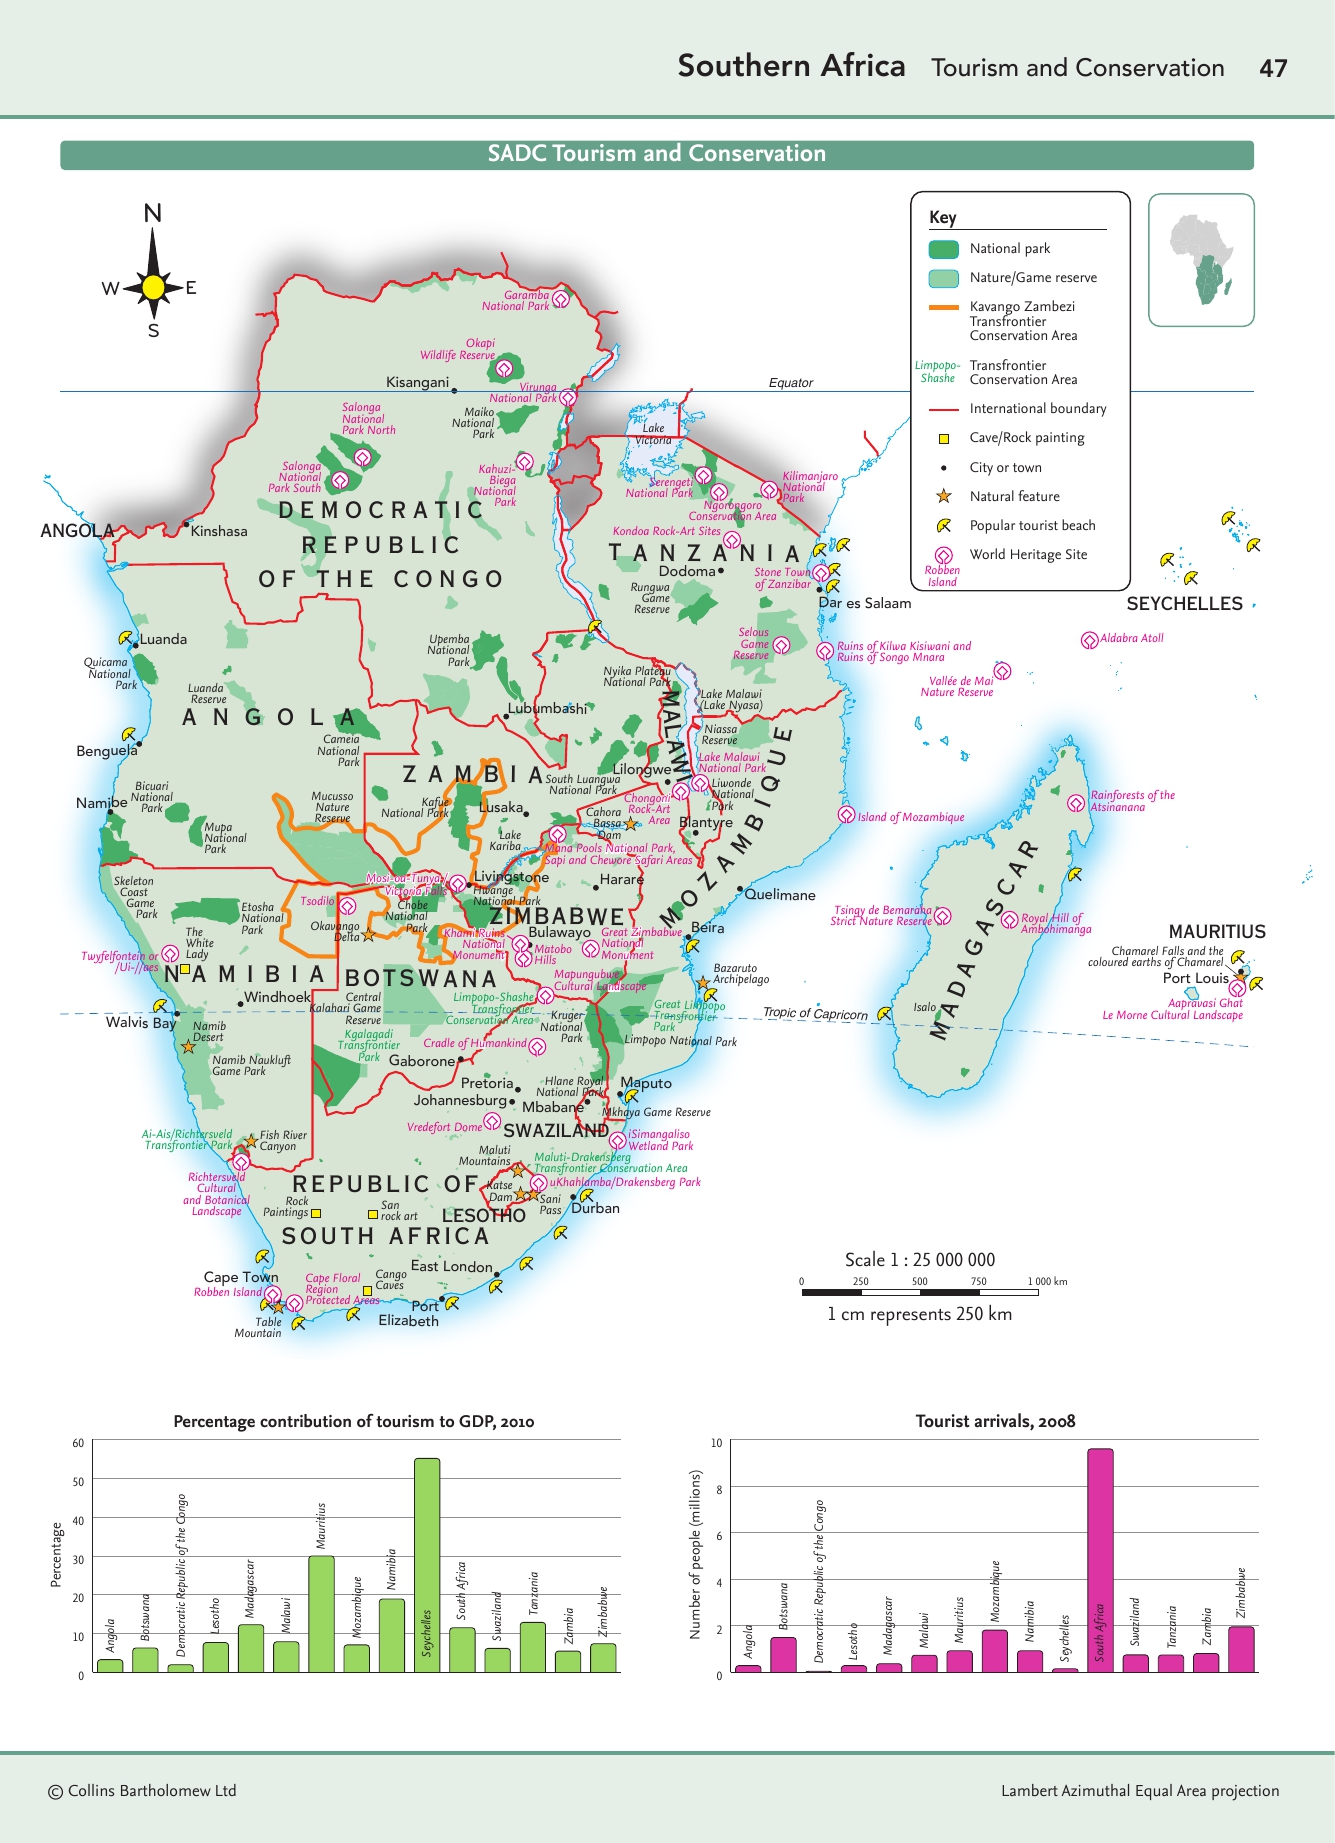 Southern Africa Tourism and Conservation 47
SADC Tourism and Conservation
N
W
E
S
Key
National park
Nature/Game reserve
Kavango Zambezi
Transfrontier
Conservation Area
Limpopo-
Shashe
Transfrontier
Conservation Area
International boundary
Cave/Rock painting
City or town
Natural feature
Popular tourist beach
World Heritage Site
Robben
Island
Garamba
National Park
Okapi
Wildlife Reserve
Kisangani
Virunga
National Park
Equator
Salonga
National
Park North
Maiko
National
Park
Lake
Victoria
Salonga
National
Park South
Kahuzi-
Biega
National
Park
Serengeti
National Park
Kilimanjaro
National
Park
Ngorongoro
Conservation Area
DEMOCRATIC
REPUBLIC
OF THE CONGO
ANGOLA
Kinshasa
Kondoa Rock-Art Sites
TANZANIA
Dodoma
Stone Town
of Zanzibar
Rungwa
Game
Reserve
Dar es Salaam
SEYCHELLES
Luanda
Upemba
National
Park
Selous
Game
Reserve
Ruins of Kilwa Kisiwani and
Ruins of Songo Mnara
Aldabra Atoll
Vallée de Mai
Nature Reserve
Quicama
National
Park
Luanda
Reserve
Nyika Plateau
National Park
Lake Malawi
(Lake Nyasa)
ANGOLA
Lubumbashi
MALAWI
Niassa
Reserve
Benguela
Cameia
National
Park
ZAMBIA
South Luangwa
National Park
Lilongwe
Lake Malawi
National Park
Liwonde
National
Park
Bicuari
National
Park
Namibe
Mucusso
Nature
Reserve
Kafue
National Park
Lusaka
Chongoni
Rock-Art
Area
Rainforests of the
Atsinanana
Mupa
National
Park
Lake
Kariba
Cahora
Bassa
Dam
Blantyre
Island of Mozambique
Mana Pools National Park,
Sapi and Chewore Safari Areas
MOZAMBIQUE
MADAGASCAR
Skeleton
Coast
Game
Park
Mosi-oa-Tunya/
Victoria Falls
Livingstone
Hwange
National Park
Harare
Quelimane
Tsodilo
Etosha
National
Park
Okavango
Delta
Chobe
National
Park
ZIMBABWE
Tsingy de Bemaraha
Strict Nature Reserve
Royal Hill of
Ambohimanga
The
White
Lady
Khami Ruins
National
Monument
Bulawayo
Matobo
Hills
Great Zimbabwe
National
Monument
Beira
MAURITIUS
Chamarel Falls and the
coloured earths of Chamarel
Port Louis
Aapravasi Ghat
Le Morne Cultural Landscape
Twyfelfontein or
/Ui-//aes
NAMIBIA
BOTSWANA
Mapungubwe
Cultural Landscape
Bazaruto
Archipelago
Windhoek
Central
Kalahari Game
Reserve
Limpopo-Shashe
Transfrontier
Conservation Area
Great Limpopo
Transfrontier
Park
Tropic of Capricorn
Isalo
Walvis Bay
Namib
Desert
Kgalagadi
Transfrontier
Park
Kruger
National
Park
Limpopo National Park
Cradle of Humankind
Namib Naukluft
Game Park
Gaborone
Pretoria
Hlane Royal
National Park
Maputo
Johannesburg
Mbabane
Mkhaya Game Reserve
Vredefort Dome
SWAZILAND
iSimangaliso
Wetland Park
Ai-Ais/Richtersveld
Transfrontier Park
Fish River
Canyon
Maluti
Mountains
Maluti-Drakensberg
Transfrontier Conservation Area
Richtersveld
Cultural
and Botanical
Landscape
REPUBLIC OF
SOUTH AFRICA
Katse
Dam
uKhahlamba/Drakensberg Park
Sani
Pass
Durban
LESOTHO
Rock
Paintings
San
rock art
East London
Cape Town
Robben Island
Cape Floral
Region
Protected Areas
Cango
Caves
Port
Elizabeth
Table
Mountain
Scale 1 : 25 000 000
0 250 500 750 1 000 km
1 cm represents 250 km
Percentage contribution of tourism to GDP, 2010
Percentage
60
50
40
30
20
10
0
Angola
Botswana
Democratic Republic of the Congo
Lesotho
Madagascar
Malawi
Mauritius
Mozambique
Namibia
Seychelles
South Africa
Swaziland
Tanzania
Zambia
Zimbabwe
Tourist arrivals, 2008
Number of people (millions)
10
8
6
4
2
0
Angola
Botswana
Democratic Republic of the Congo
Lesotho
Madagascar
Malawi
Mauritius
Mozambique
Namibia
Seychelles
South Africa
Swaziland
Tanzania
Zambia
Zimbabwe
© Collins Bartholomew Ltd
Lambert Azimuthal Equal Area projection